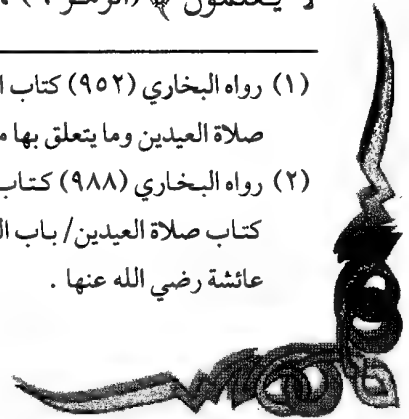 لا يعلمون ﴾ (الزمر
(١) رواه البخاري (٩٥٢) كتاب
صلاة العيدين وما يتعلق بها
(٢) رواه البخاري (٩٨٨) كتاب
كتاب صلاة العيدين/ باب
عائشة رضي الله عنها .